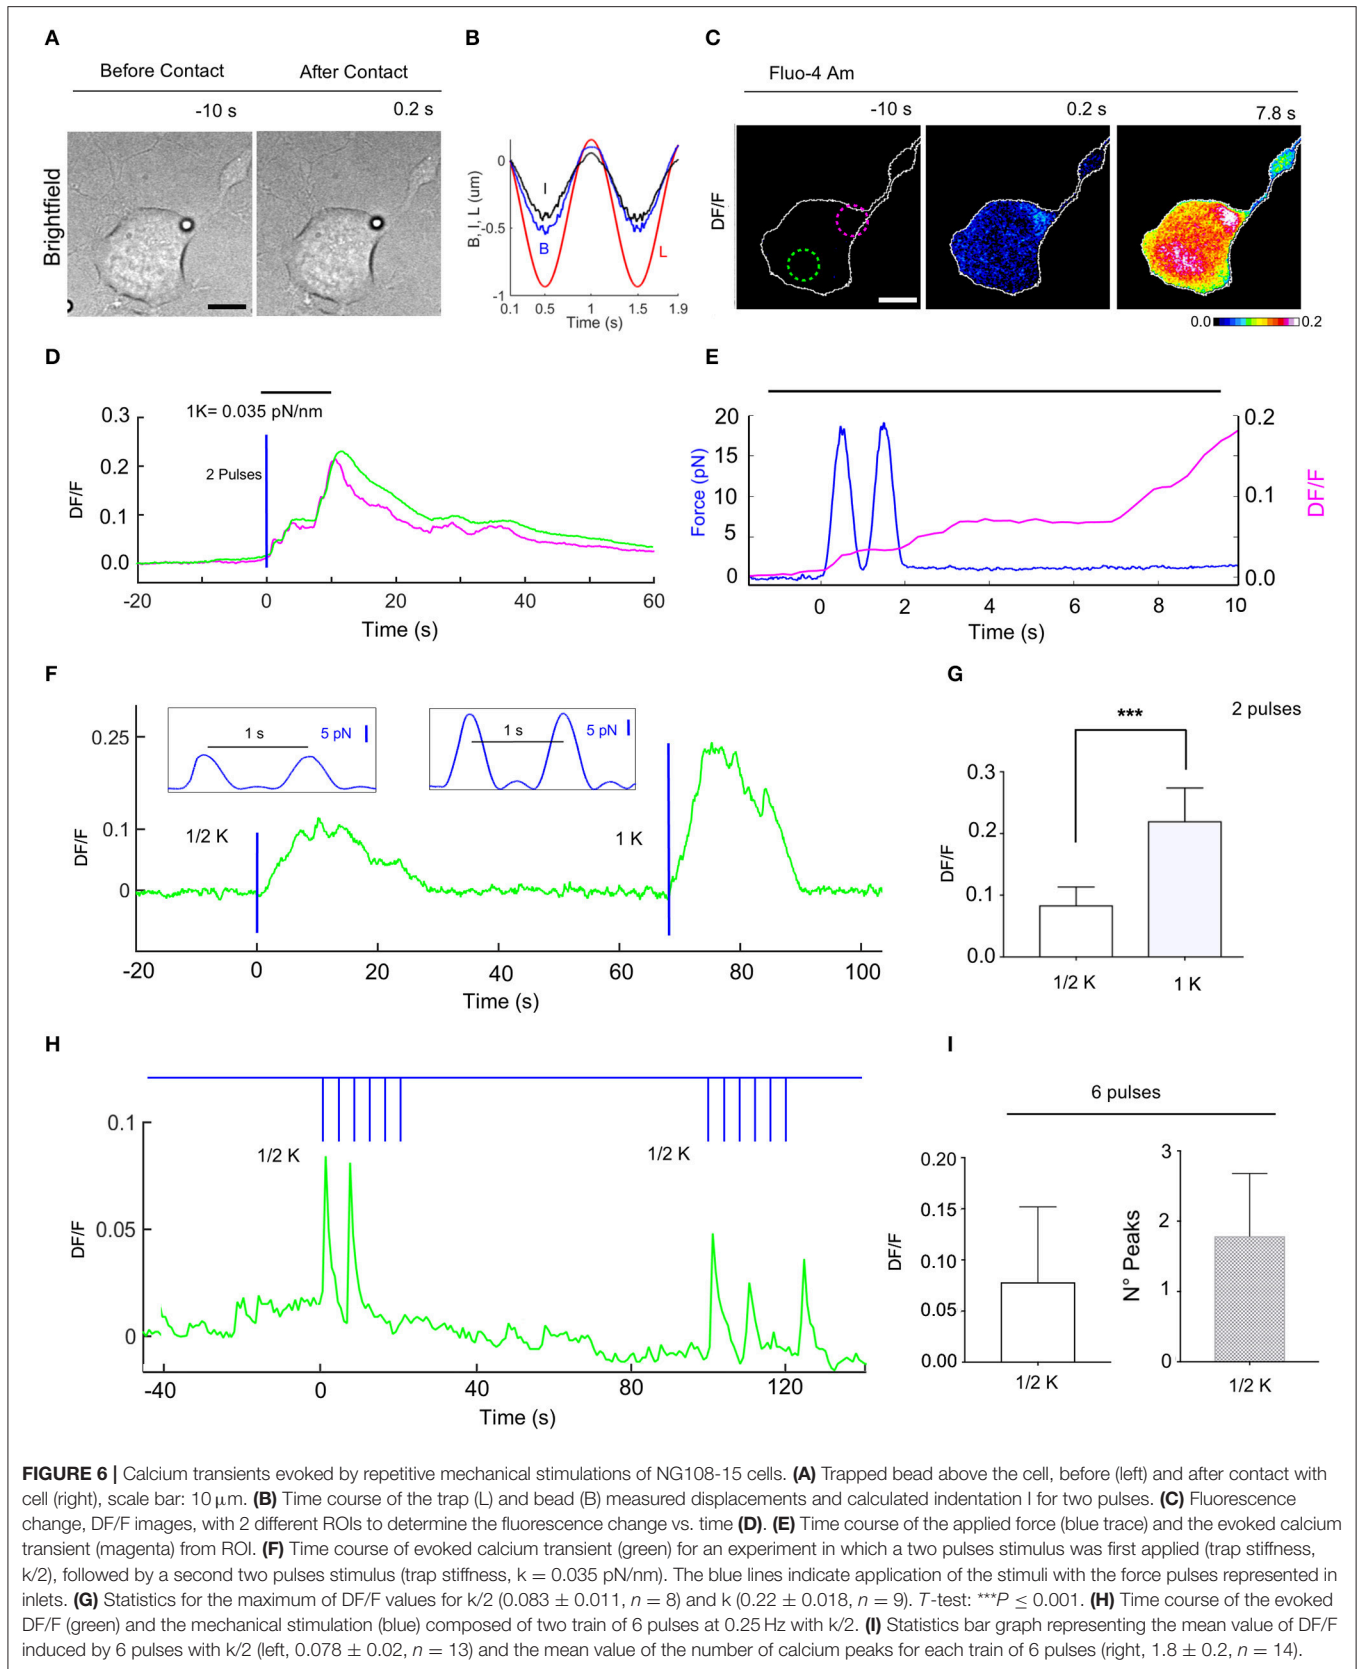 A
B
C
Before Contact
After Contact
Fluo-4 Am
-10 s
0.2 s
-10 s
0.2 s
7.8 s
Brightfield
B, I, L (um)
0
-0.5
-1
I
B
L
0.1
0.5
1
1.5
1.9
Time (s)
DF/F
0.0
0.2
D
E
1K= 0.035 pN/nm
2 Pulses
DF/F
0.3
0.2
0.1
0.0
-20
0
20
40
60
Time (s)
Force (pN)
20
15
10
5
0
0.2
0.1
0.0
DF/F
0
2
4
6
8
10
Time (s)
F
G
1 s
5 pN
1 s
5 pN
1/2 K
1 K
DF/F
0.25
0.1
0
-20
0
20
40
60
80
100
Time (s)
***
2 pulses
DF/F
0.3
0.2
0.1
0.0
1/2 K
1 K
H
I
1/2 K
1/2 K
DF/F
0.1
0.05
0
-40
0
40
80
120
Time (s)
6 pulses
DF/F
0.20
0.15
0.10
0.05
0.00
1/2 K
N° Peaks
3
2
1
0
1/2 K
FIGURE 6 | Calcium transients evoked by repetitive mechanical stimulations of NG108-15 cells. (A) Trapped bead above the cell, before (left) and after contact with
cell (right), scale bar: 10 µm. (B) Time course of the trap (L) and bead (B) measured displacements and calculated indentation I for two pulses. (C) Fluorescence
change, DF/F images, with 2 different ROIs to determine the fluorescence change vs. time (D). (E) Time course of the applied force (blue trace) and the evoked calcium
transient (magenta) from ROI. (F) Time course of evoked calcium transient (green) for an experiment in which a two pulses stimulus was first applied (trap stiffness,
k/2), followed by a second two pulses stimulus (trap stiffness, k = 0.035 pN/nm). The blue lines indicate application of the stimuli with the force pulses represented in
inlets. (G) Statistics for the maximum of DF/F values for k/2 (0.083 ± 0.011, n = 8) and k (0.22 ± 0.018, n = 9). T-test: ***P ≤ 0.001. (H) Time course of the evoked
DF/F (green) and the mechanical stimulation (blue) composed of two train of 6 pulses at 0.25 Hz with k/2. (I) Statistics bar graph representing the mean value of DF/F
induced by 6 pulses with k/2 (left, 0.078 ± 0.02, n = 13) and the mean value of the number of calcium peaks for each train of 6 pulses (right, 1.8 ± 0.2, n = 14).